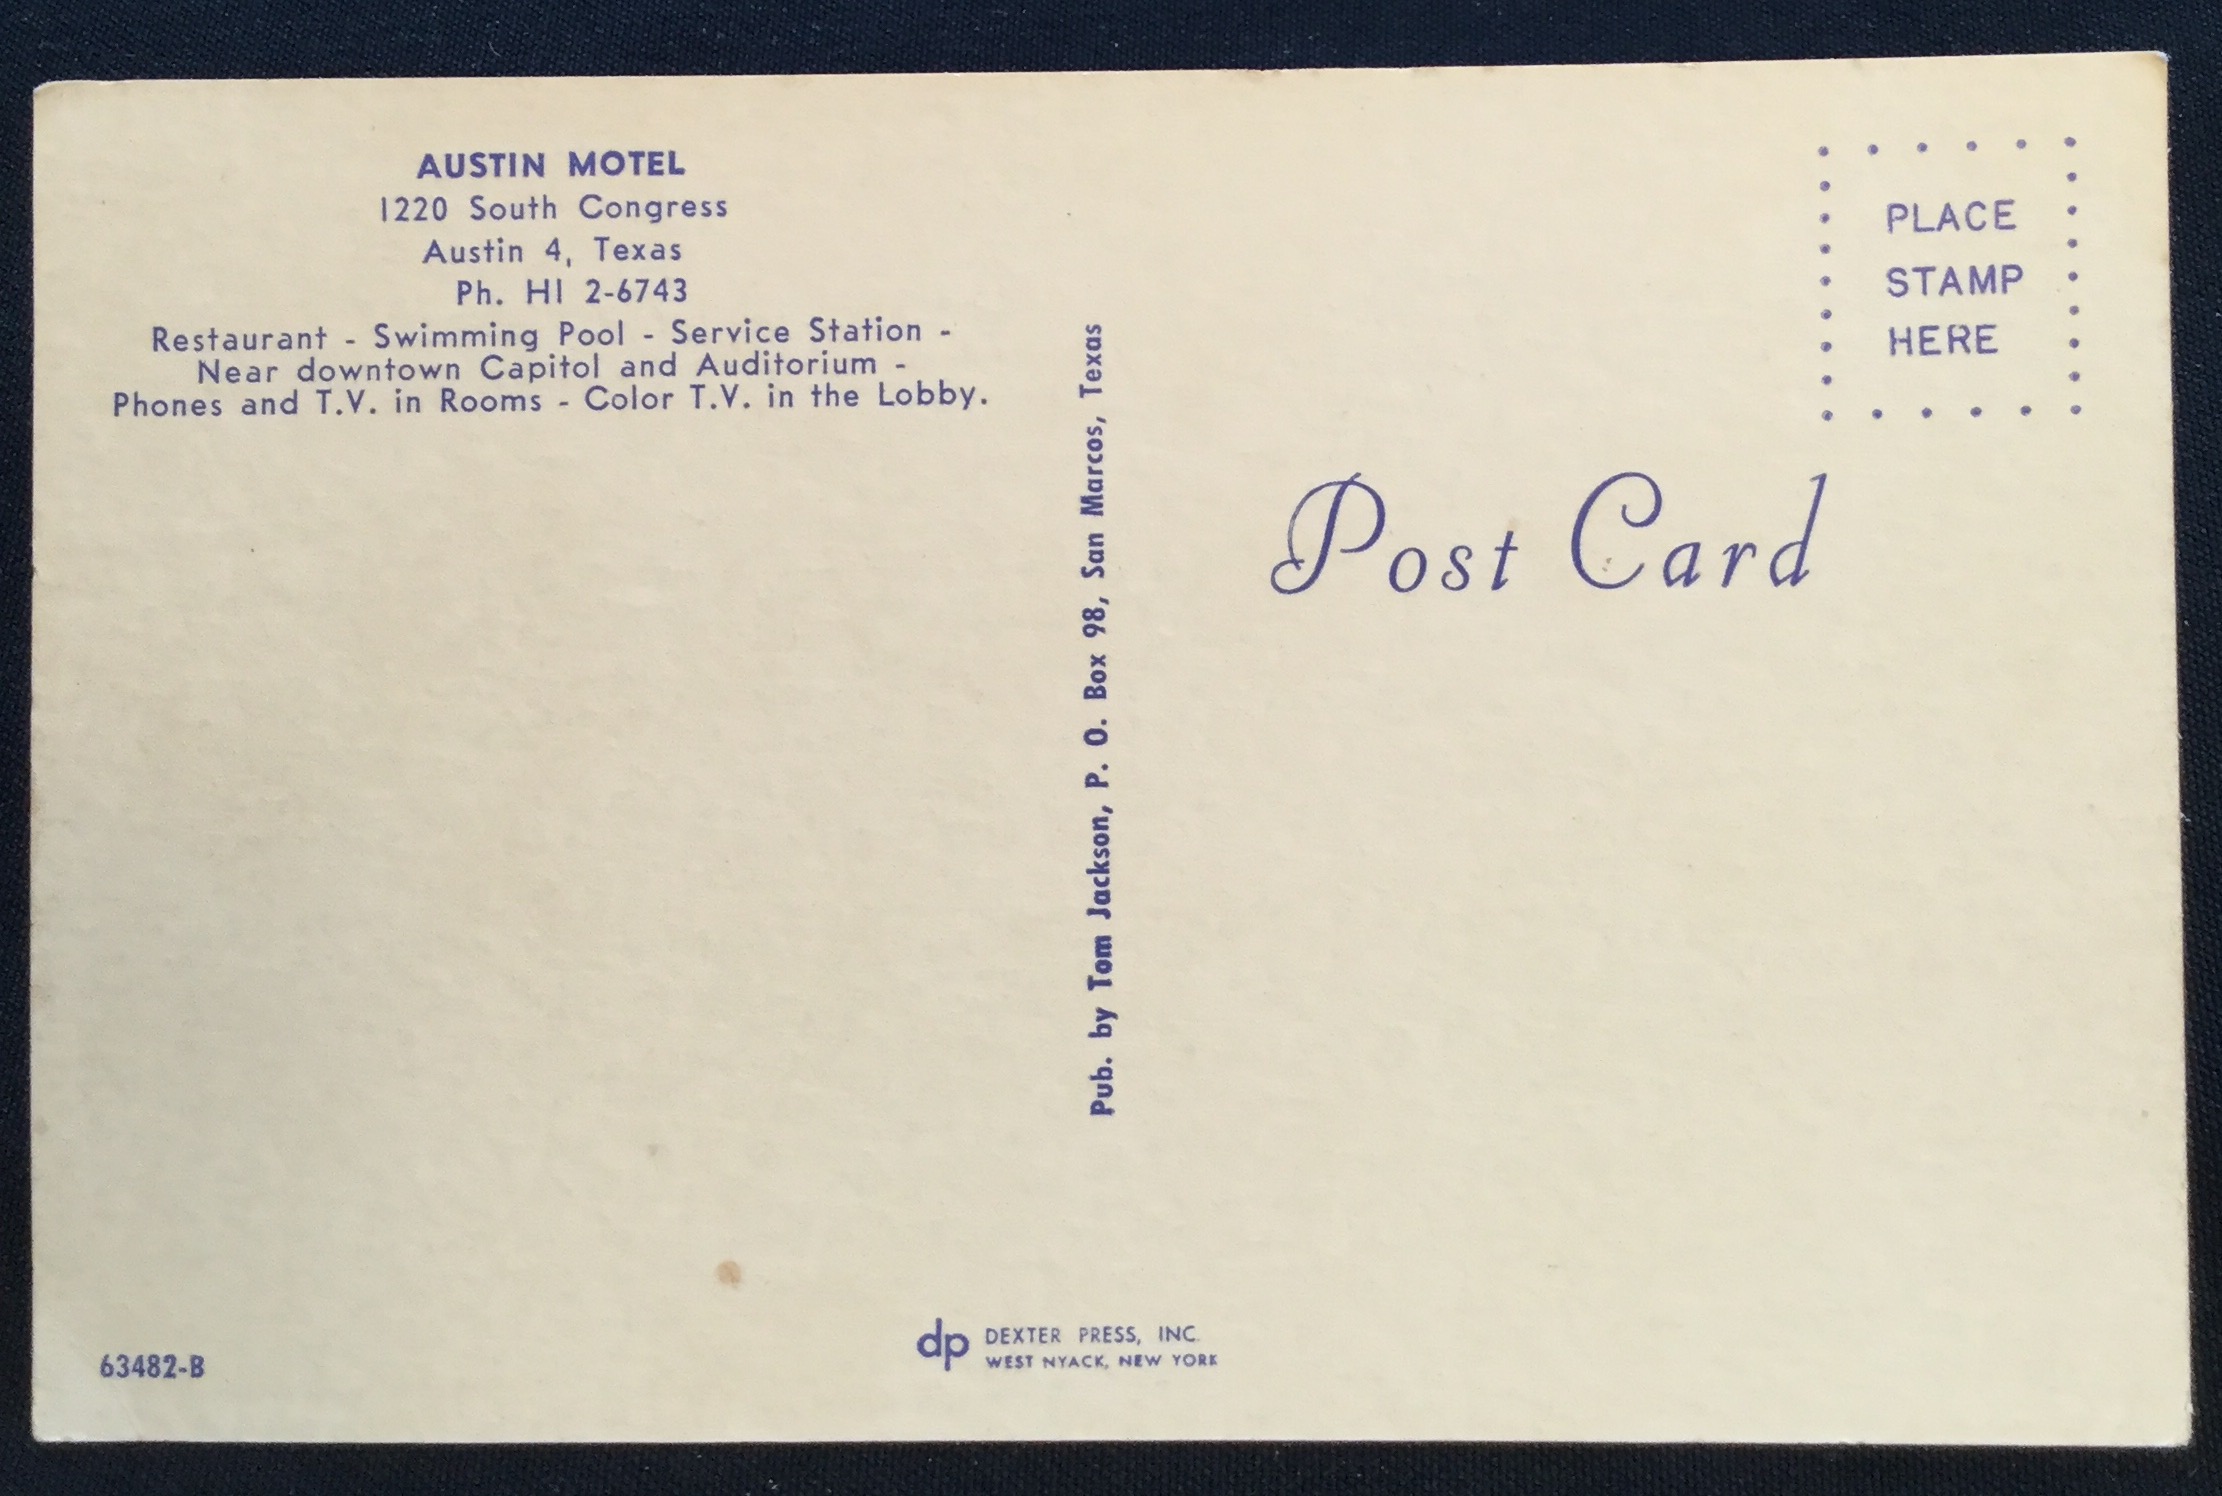 AUSTIN MOTEL
1220 South Congress
Austin 4, Texas
Ph. HI 2-6743
Restaurant - Swimming Pool - Service Station -
Near downtown Capitol and Auditorium -
Phones and T.V. in Rooms - Color T.V. in the Lobby.
Pub. by Tom Jackson, P. O. Box 98, San Marcos, Texas
PLACE
STAMP
HERE
Post Card
63482-B
dp
DEXTER PRESS, INC.
WEST NYACK, NEW YORK